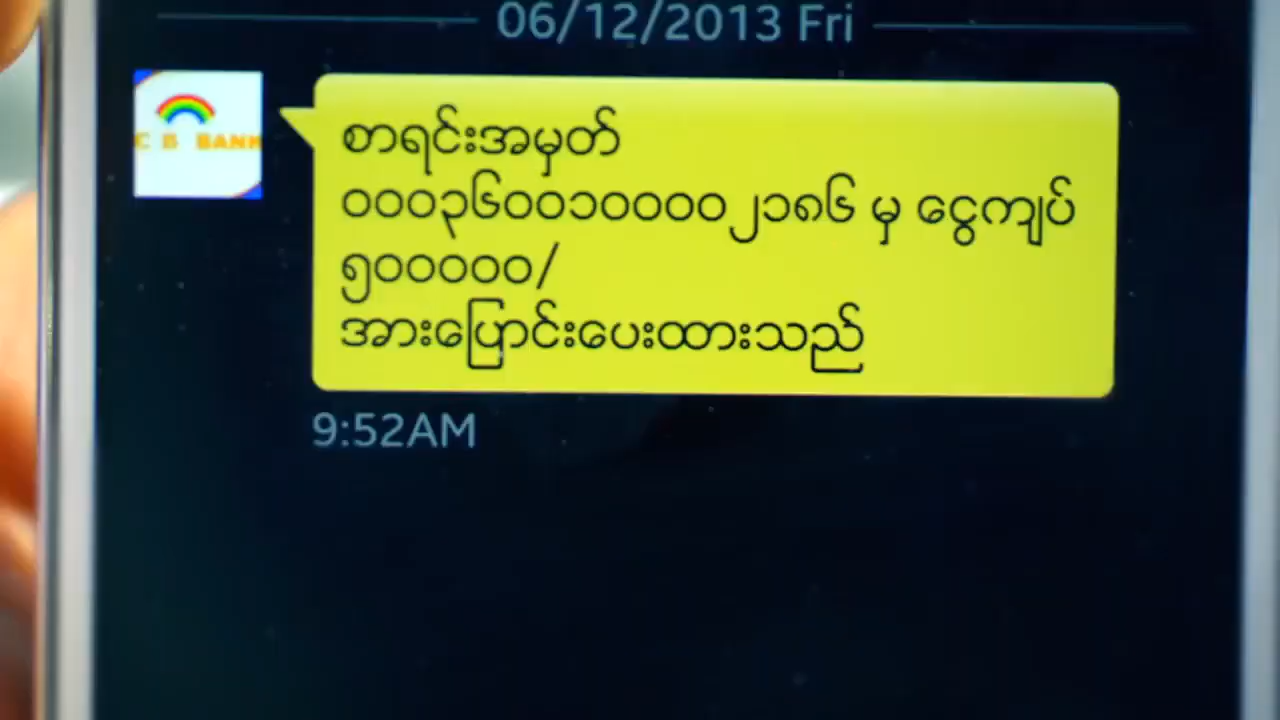 06/12/2013 Fri
C B BANK
စာရင်းအမှတ်
၀၀၀၃၆၀၀၁၀၀၀၀၂၁၈၆ မှ ငွေကျပ်
၅၀၀၀၀၀/
အားပြောင်းပေးထားသည်
9:52AM